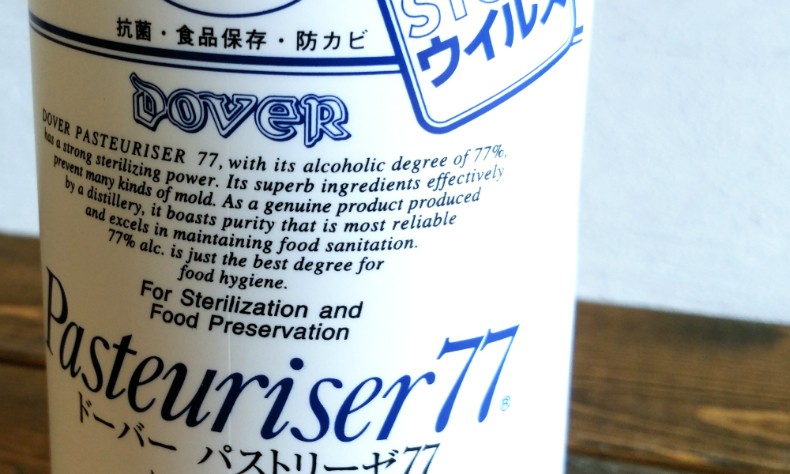 抗菌・食品保存・防カビ
STO
ウイルス
DOVER
DOVER PASTEURISER 77, with its alcoholic degree of 77%,
has a strong sterilizing power. Its superb ingredients effectively
prevent many kinds of mold. As a genuine product produced
by a distillery, it boasts purity that is most reliable
and excels in maintaining food sanitation.
77% alc. is just the best degree for
food hygiene.
For Sterilization and
Food Preservation
Pasteuriser77®
ドーバー パストリーゼ77